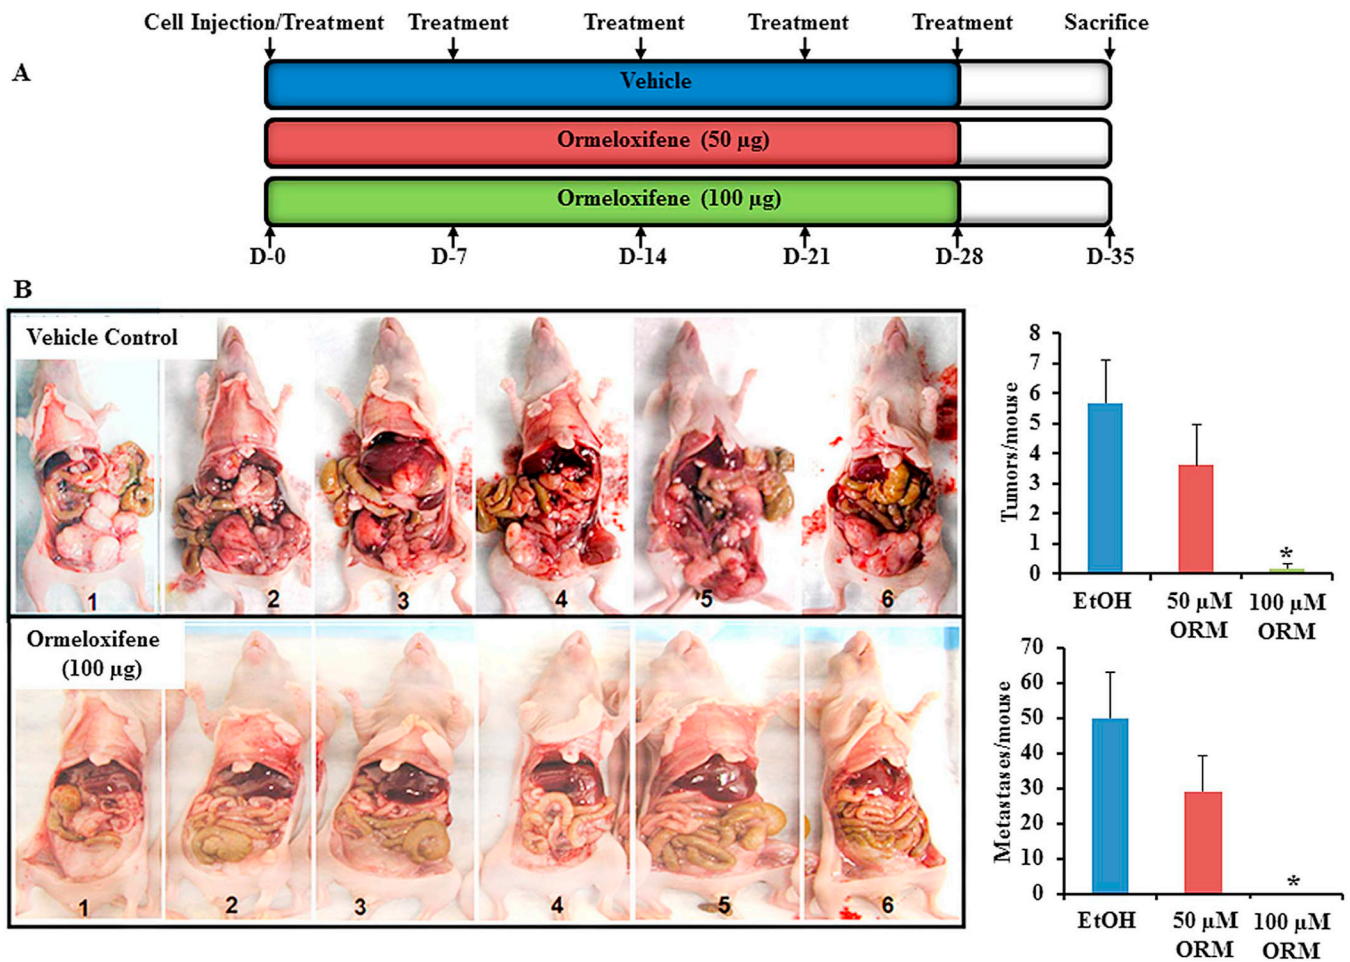 Cell Injection/Treatment Treatment Treatment Treatment Treatment Sacrifice
A
Vehicle
Ormeloxifene (50 µg)
Ormeloxifene (100 µg)
D-0 D-7 D-14 D-21 D-28 D-35
B
Vehicle Control
1 2 3 4 5 6
Ormeloxifene
(100 µg)
1 2 3 4 5 6
Tumors/mouse
8
7
6
5
4
3
2
1
0
*
EtOH 50 µM 100 µM
ORM ORM
Metastases/mouse
70
60
50
40
30
20
10
0
*
EtOH 50 µM 100 µM
ORM ORM